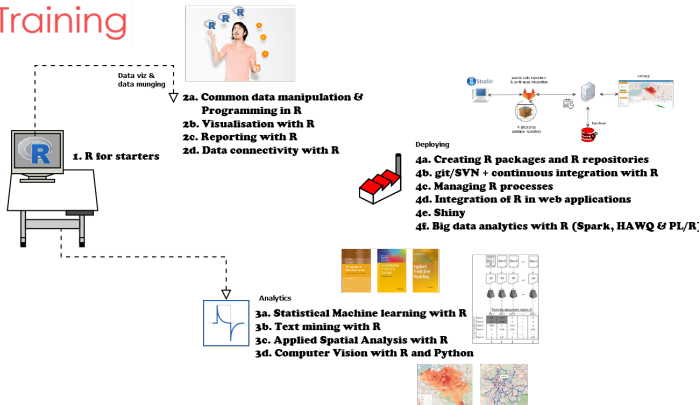 Training
Data viz &
data munging
2a. Common data manipulation &
Programming in R
2b. Visualisation with R
2c. Reporting with R
2d. Data connectivity with R
1. R for starters
R Studio
Deploying
4a. Creating R packages and R repositories
4b. git/SVN + continuous integration with R
4c. Managing R processes
4d. Integration of R in web applications
4e. Shiny
4f. Big data analytics with R (Spark, HAWQ & PL/R)
Applied
Predictive
Modeling
Analytics
3a. Statistical Machine learning with R
3b. Text mining with R
3c. Applied Spatial Analysis with R
3d. Computer Vision with R and Python